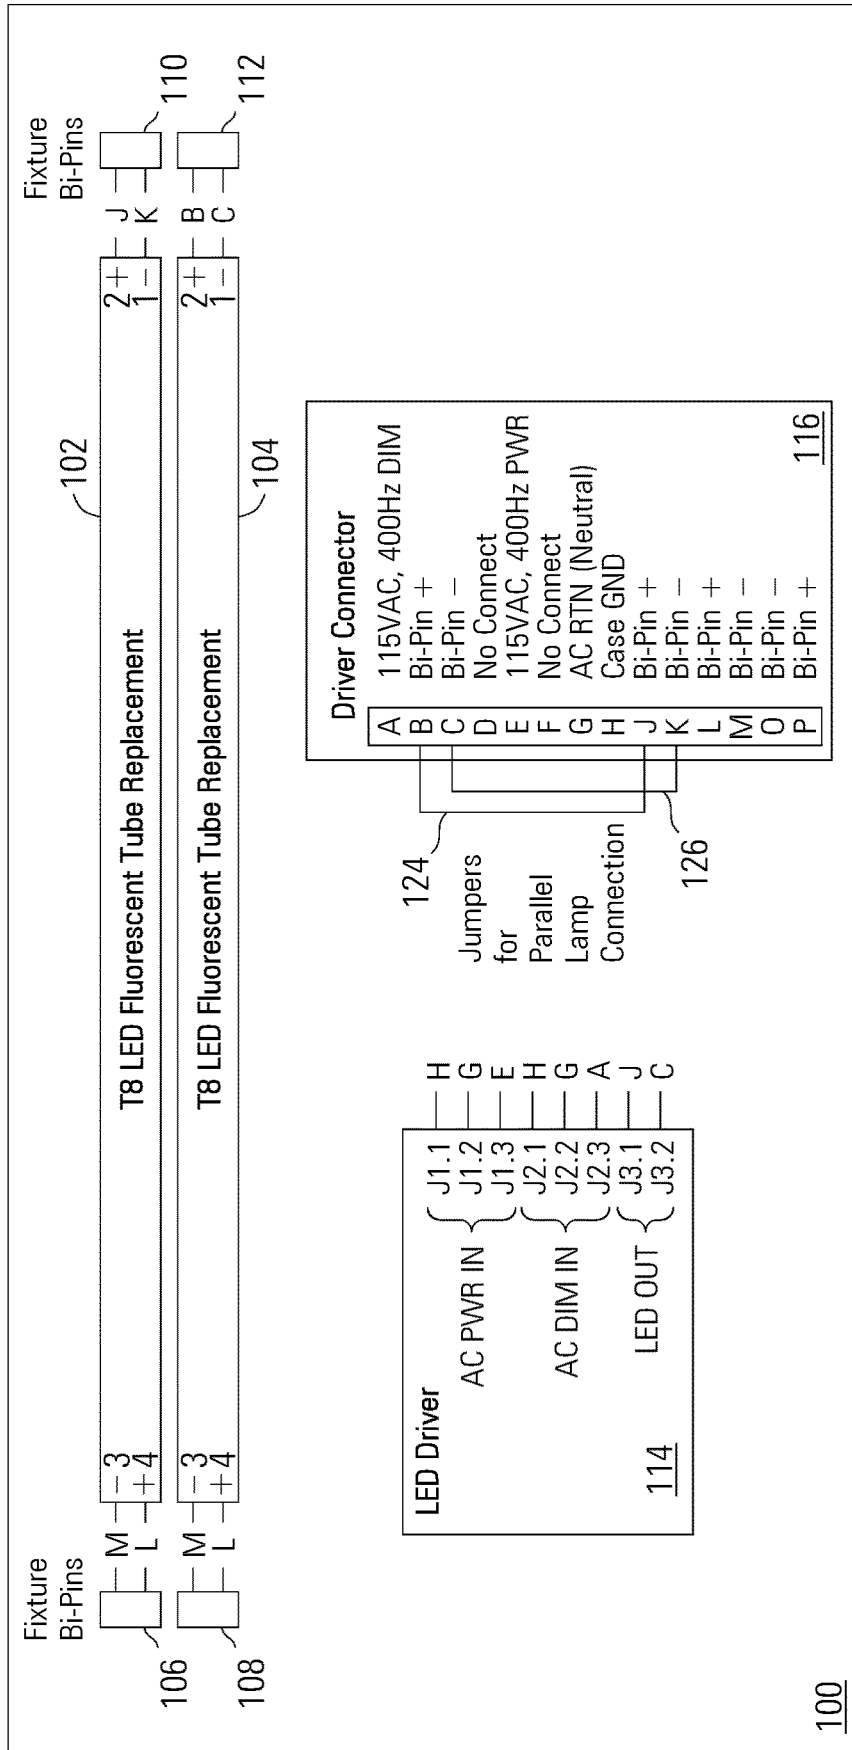 Fixture
Bi-Pins
106
108
M
L
M
L
−3
+4
−3
+4
T8 LED Fluorescent Tube Replacement
T8 LED Fluorescent Tube Replacement
102
104
2+
1−
2+
1−
J
K
B
C
Fixture
Bi-Pins
110
112
LED Driver
AC PWR IN
AC DIM IN
LED OUT
J1.1 H
J1.2 G
J1.3 E
J2.1 H
J2.2 G
J2.3 A
J3.1 J
J3.2 C
114
124
Jumpers
for
Parallel
Lamp
Connection
126
Driver Connector
A 115VAC, 400Hz DIM
B Bi-Pin +
C Bi-Pin −
D No Connect
E 115VAC, 400Hz PWR
F No Connect
G AC RTN (Neutral)
H Case GND
J Bi-Pin +
K Bi-Pin −
L Bi-Pin +
M Bi-Pin −
O Bi-Pin −
P Bi-Pin +
116
100